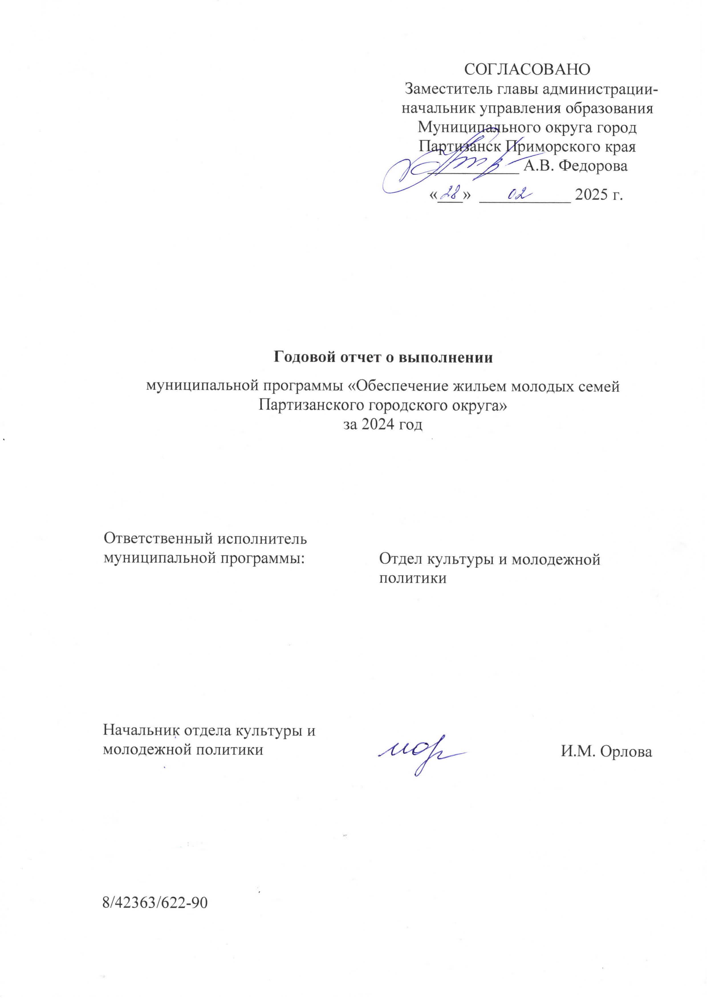 СОГЛАСОВАНО
Заместитель главы администрации-
начальник управления образования
Муниципального округа город
Партизанск Приморского края
____________ А.В. Федорова
«28» 02 2025 г.
Годовой отчет о выполнении
муниципальной программы «Обеспечение жильем молодых семей
Партизанского городского округа»
за 2024 год
Ответственный исполнитель
муниципальной программы:
Отдел культуры и молодежной
политики
Начальник отдела культуры и
молодежной политики
И.М. Орлова
8/42363/622-90